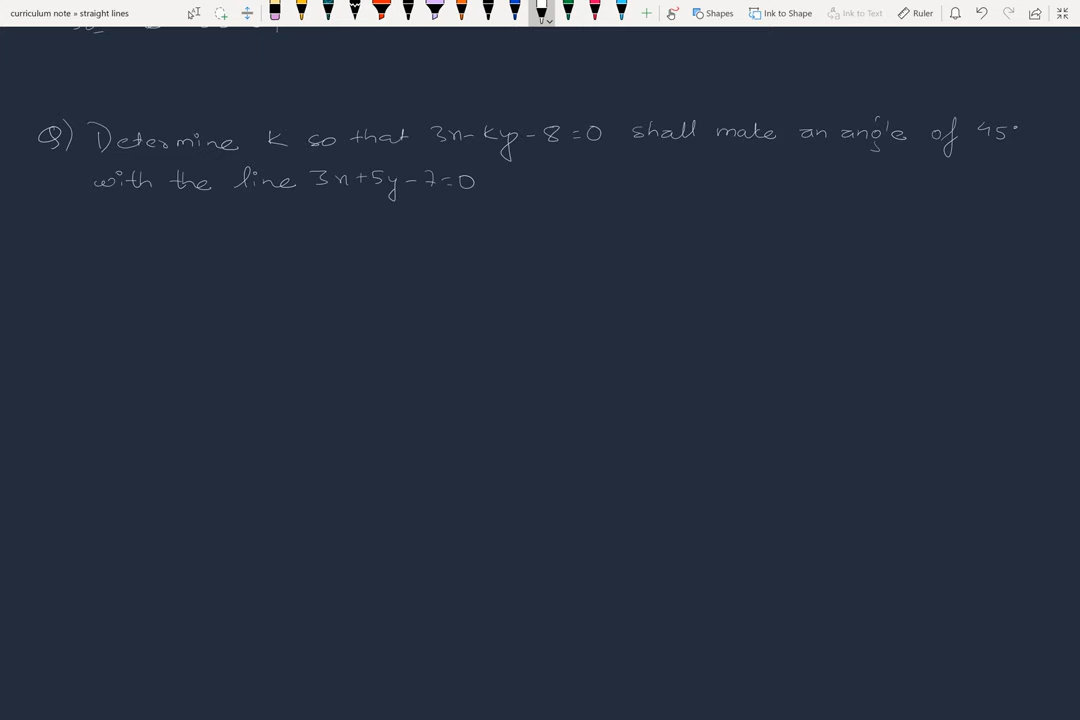 curriculum note » straight lines
Shapes Ink to Shape Ink to Text Ruler
Q) Determine K so that 3x - Ky - 8 = 0 shall make an angle of 45°
with the line 3x + 5y - 7 = 0